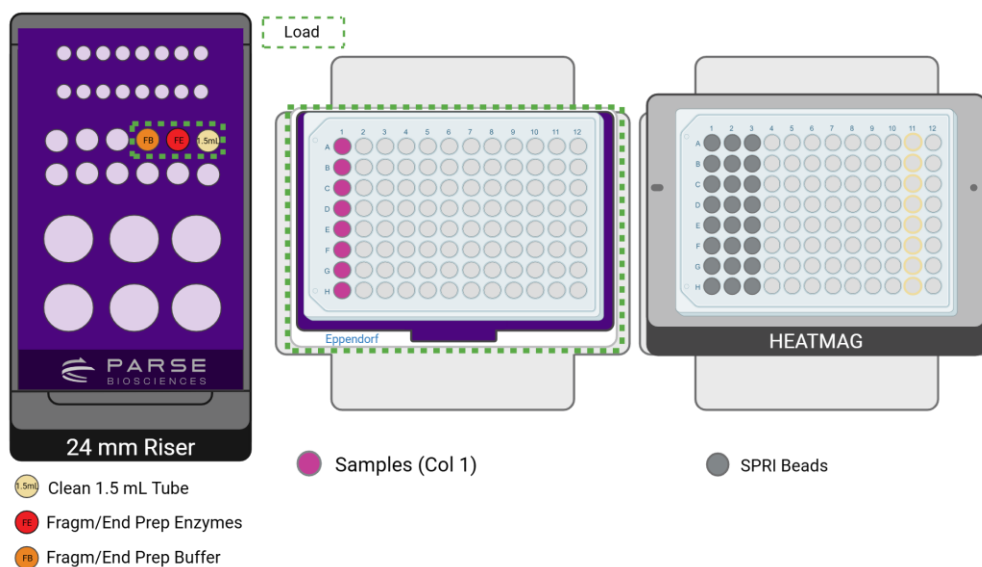 Load
FB FE 1.5mL
1 2 3 4 5 6 7 8 9 10 11 12
A
B
C
D
E
F
G
H
Eppendorf
1 2 3 4 5 6 7 8 9 10 11 12
A
B
C
D
E
F
G
H
HEATMAG
PARSE
BIOSCIENCES
24 mm Riser
Samples (Col 1)
SPRI Beads
1.5mL Clean 1.5 mL Tube
FE Fragm/End Prep Enzymes
FB Fragm/End Prep Buffer